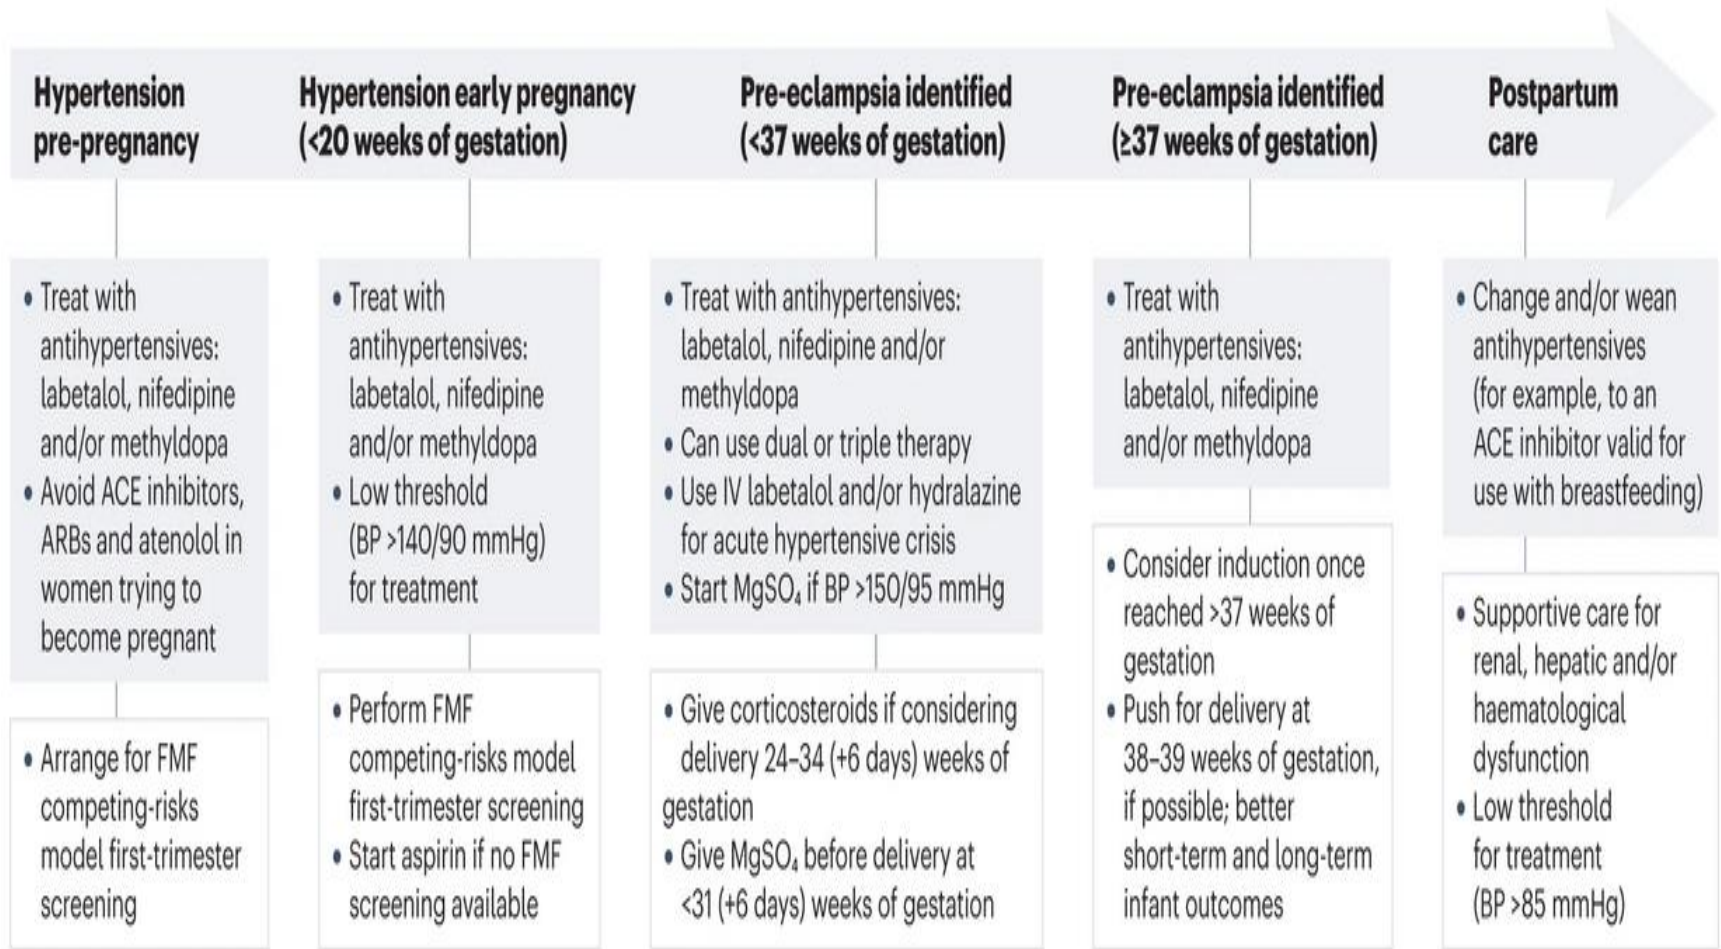 Hypertension
pre-pregnancy
Hypertension early pregnancy
(<20 weeks of gestation)
Pre-eclampsia identified
(<37 weeks of gestation)
Pre-eclampsia identified
(≥37 weeks of gestation)
Postpartum
care
• Treat with
antihypertensives:
labetalol, nifedipine
and/or methyldopa
• Avoid ACE inhibitors,
ARBs and atenolol in
women trying to
become pregnant
• Arrange for FMF
competing-risks
model first-trimester
screening
• Treat with
antihypertensives:
labetalol, nifedipine
and/or methyldopa
• Low threshold
(BP >140/90 mmHg)
for treatment
• Perform FMF
competing-risks model
first-trimester screening
• Start aspirin if no FMF
screening available
• Treat with antihypertensives:
labetalol, nifedipine and/or
methyldopa
• Can use dual or triple therapy
• Use IV labetalol and/or hydralazine
for acute hypertensive crisis
• Start MgSO₄ if BP >150/95 mmHg
• Give corticosteroids if considering
delivery 24–34 (+6 days) weeks of
gestation
• Give MgSO₄ before delivery at
<31 (+6 days) weeks of gestation
• Treat with
antihypertensives:
labetalol, nifedipine
and/or methyldopa
• Consider induction once
reached >37 weeks of
gestation
• Push for delivery at
38–39 weeks of gestation,
if possible; better
short-term and long-term
infant outcomes
• Change and/or wean
antihypertensives
(for example, to an
ACE inhibitor valid for
use with breastfeeding)
• Supportive care for
renal, hepatic and/or
haematological
dysfunction
• Low threshold
for treatment
(BP >85 mmHg)